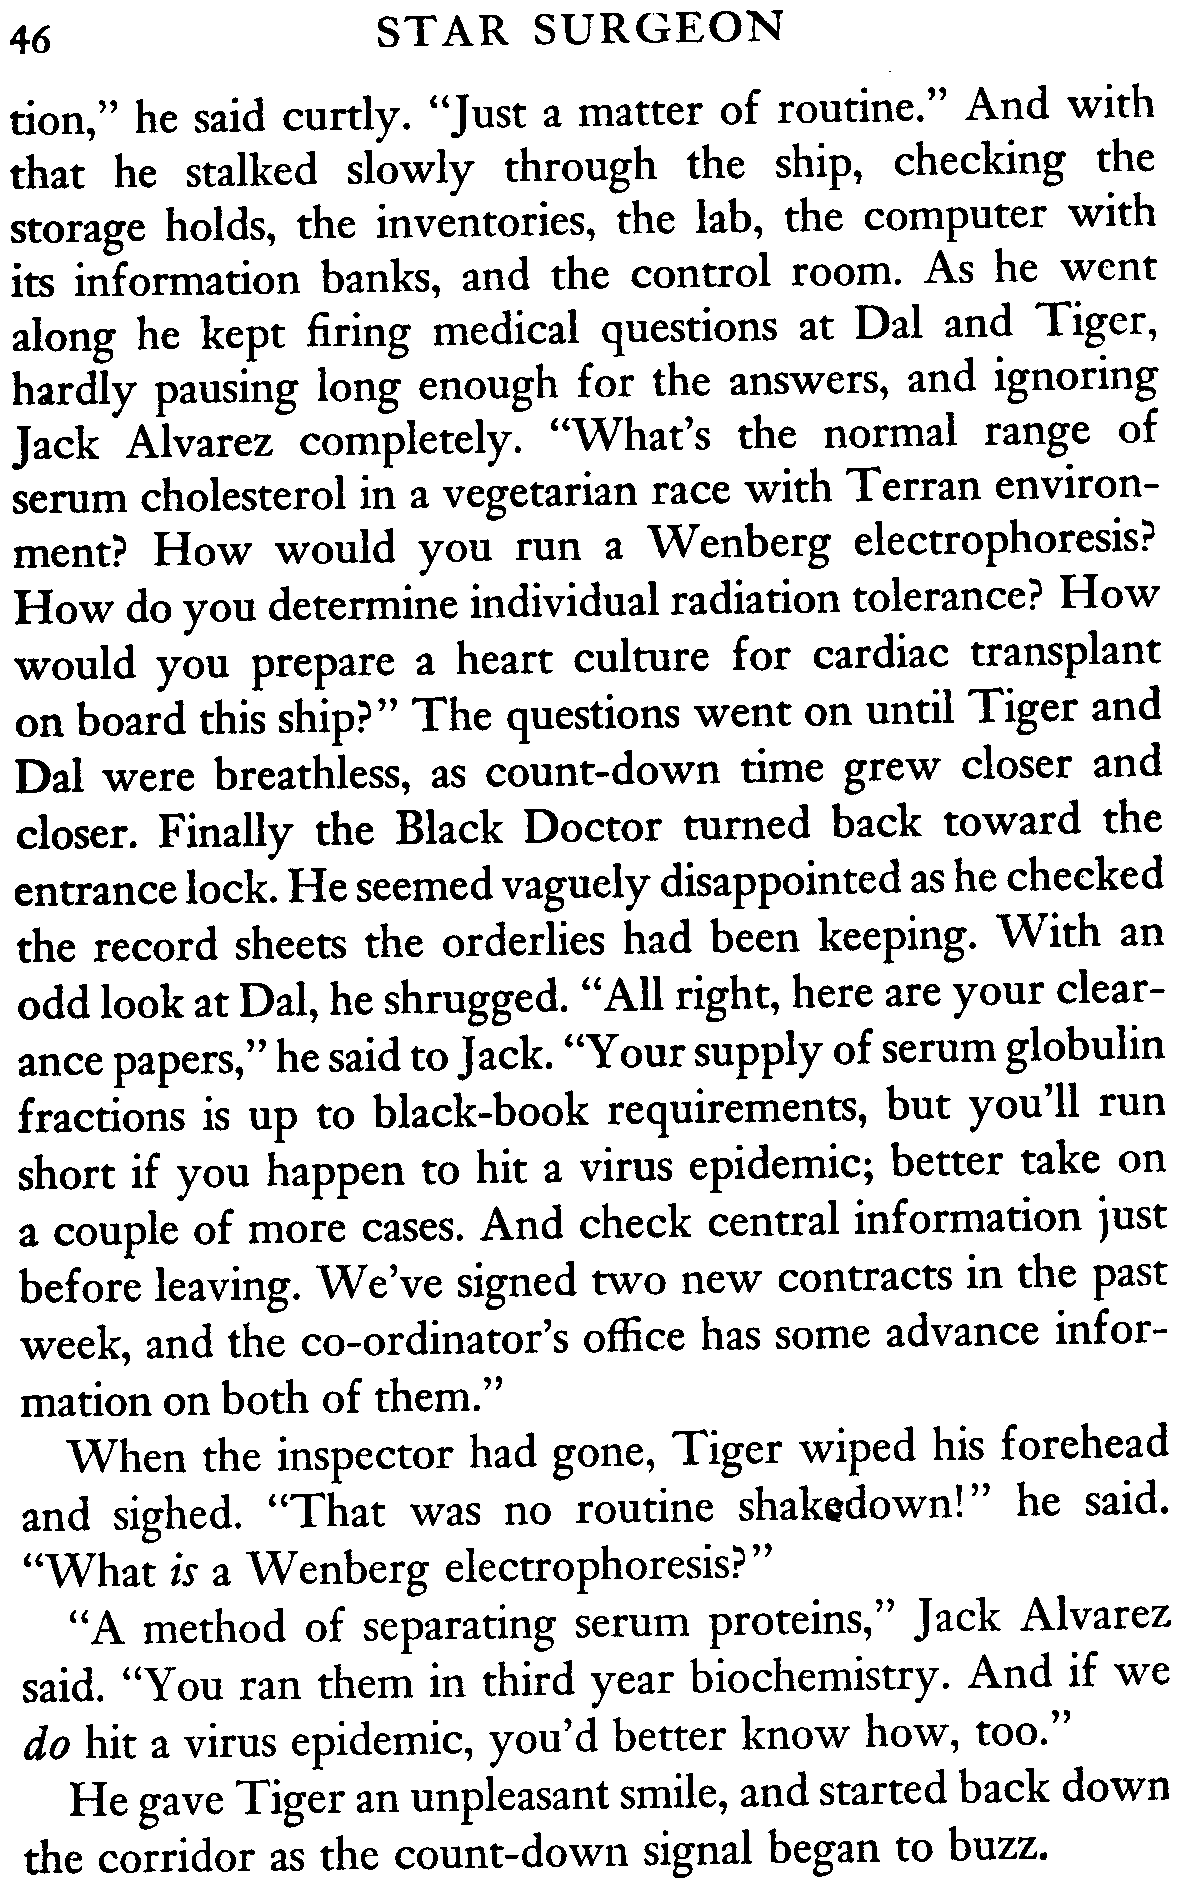 46 STAR SURGEON
tion,” he said curtly. “Just a matter of routine.” And with
that he stalked slowly through the ship, checking the
storage holds, the inventories, the lab, the computer with
its information banks, and the control room. As he went
along he kept firing medical questions at Dal and Tiger,
hardly pausing long enough for the answers, and ignoring
Jack Alvarez completely. “What’s the normal range of
serum cholesterol in a vegetarian race with Terran environ-
ment? How would you run a Wenberg electrophoresis?
How do you determine individual radiation tolerance? How
would you prepare a heart culture for cardiac transplant
on board this ship?” The questions went on until Tiger and
Dal were breathless, as count-down time grew closer and
closer. Finally the Black Doctor turned back toward the
entrance lock. He seemed vaguely disappointed as he checked
the record sheets the orderlies had been keeping. With an
odd look at Dal, he shrugged. “All right, here are your clear-
ance papers,” he said to Jack. “Your supply of serum globulin
fractions is up to black-book requirements, but you’ll run
short if you happen to hit a virus epidemic; better take on
a couple of more cases. And check central information just
before leaving. We’ve signed two new contracts in the past
week, and the co-ordinator’s office has some advance infor-
mation on both of them.”
When the inspector had gone, Tiger wiped his forehead
and sighed. “That was no routine shakedown!” he said.
“What is a Wenberg electrophoresis?”
“A method of separating serum proteins,” Jack Alvarez
said. “You ran them in third year biochemistry. And if we
do hit a virus epidemic, you’d better know how, too.”
He gave Tiger an unpleasant smile, and started back down
the corridor as the count-down signal began to buzz.